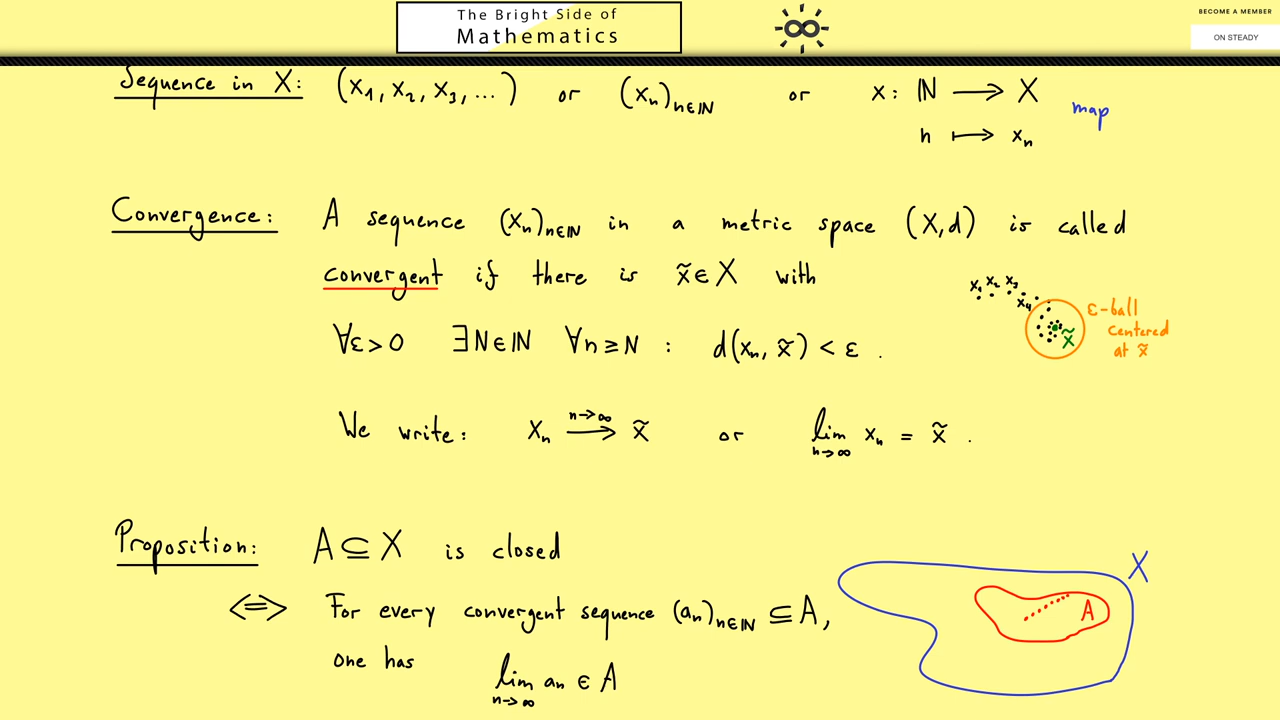 The Bright Side of
Mathematics
BECOME A MEMBER
ON STEADY
Sequence in X: (x₁, x₂, x₃, ...) or (xₙ)ₙ∈ℕ or x: ℕ ⟶ X
map
n ⟼ xₙ
Convergence: A sequence (xₙ)ₙ∈ℕ in a metric space (X,d) is called
convergent if there is x̃ ∈ X with
x₁ x₂ x₃
x₄
ε-ball
centered
at x̃
x̃
∀ε>0 ∃N∈ℕ ∀n≥N : d(xₙ, x̃) < ε .
We write: xₙ —n→∞→ x̃ or lim n→∞ xₙ = x̃ .
Proposition: A ⊆ X is closed
X
⟺ For every convergent sequence (aₙ)ₙ∈ℕ ⊆ A,
A
one has lim n→∞ aₙ ∈ A